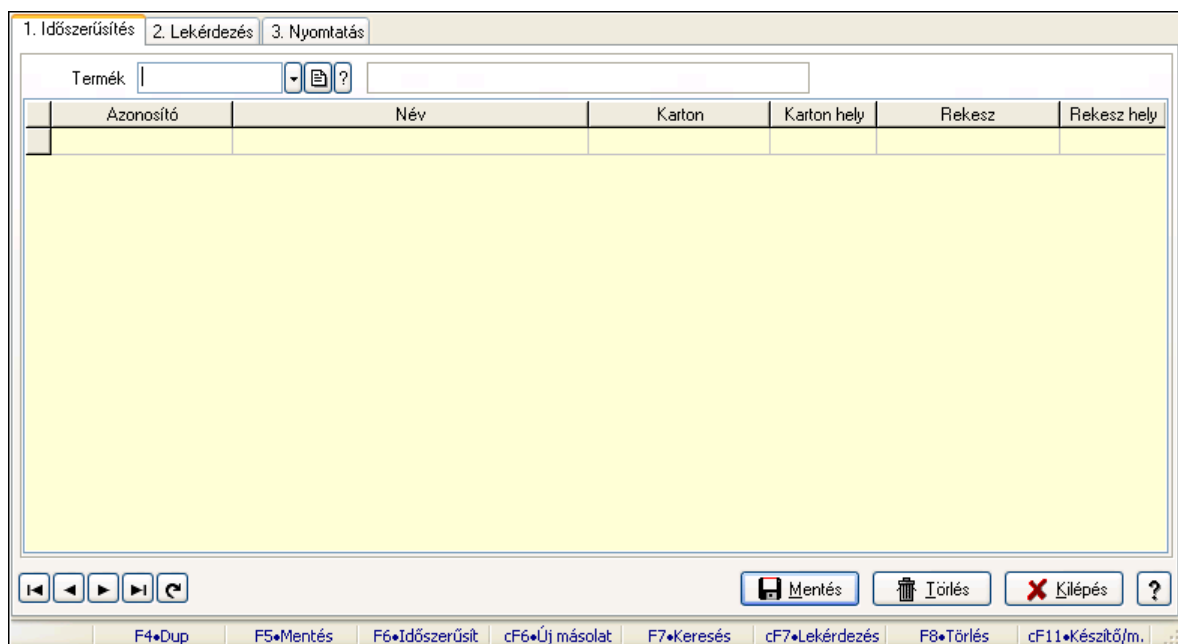 1. Időszerűsítés 2. Lekérdezés 3. Nyomtatás
Termék ?
Azonosító Név Karton Karton hely Rekesz Rekesz hely
Mentés Törlés Kilépés ?
F4•Dup F5•Mentés F6•Időszerűsít cF6•Új másolat F7•Keresés cF7•Lekérdezés F8•Törlés cF11•Készítő/m.